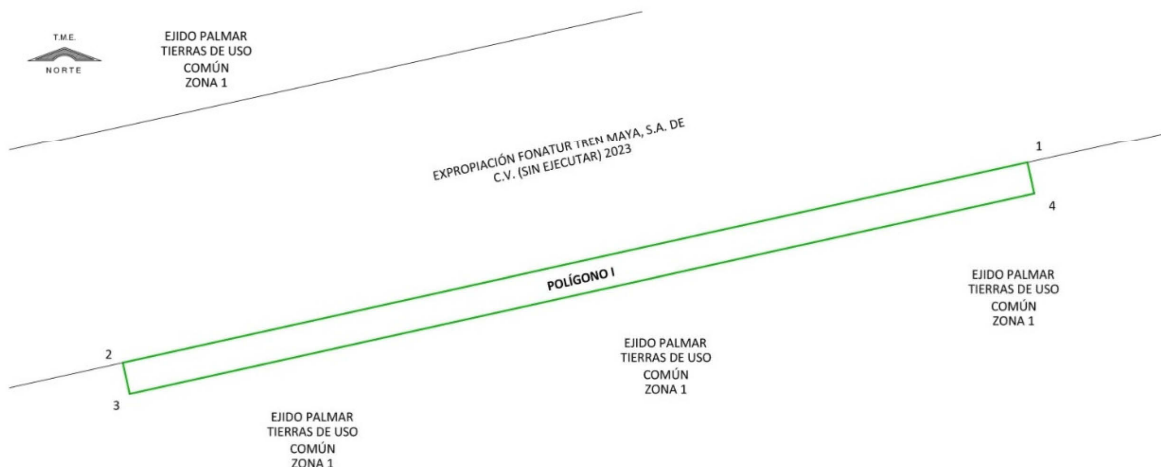 T.M.E.
NORTE
EJIDO PALMAR
TIERRAS DE USO
COMÚN
ZONA 1
EXPROPIACIÓN FONATUR TREN MAYA, S.A. DE
C.V. (SIN EJECUTAR) 2023
1
4
POLÍGONO I
EJIDO PALMAR
TIERRAS DE USO
COMÚN
ZONA 1
EJIDO PALMAR
TIERRAS DE USO
COMÚN
ZONA 1
2
3
EJIDO PALMAR
TIERRAS DE USO
COMÚN
ZONA 1